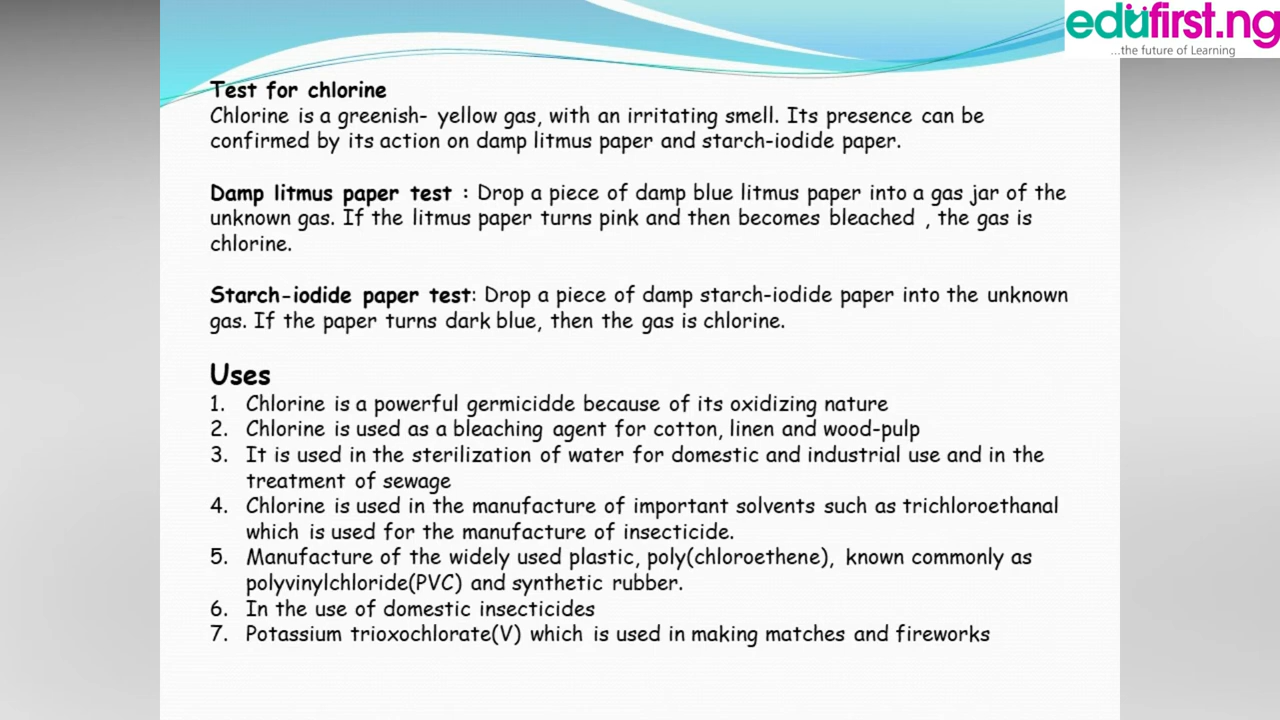 edufirst.ng
...the future of Learning
Test for chlorine
Chlorine is a greenish- yellow gas, with an irritating smell. Its presence can be
confirmed by its action on damp litmus paper and starch-iodide paper.
Damp litmus paper test : Drop a piece of damp blue litmus paper into a gas jar of the
unknown gas. If the litmus paper turns pink and then becomes bleached , the gas is
chlorine.
Starch-iodide paper test: Drop a piece of damp starch-iodide paper into the unknown
gas. If the paper turns dark blue, then the gas is chlorine.
Uses
1. Chlorine is a powerful germicidde because of its oxidizing nature
2. Chlorine is used as a bleaching agent for cotton, linen and wood-pulp
3. It is used in the sterilization of water for domestic and industrial use and in the
treatment of sewage
4. Chlorine is used in the manufacture of important solvents such as trichloroethanal
which is used for the manufacture of insecticide.
5. Manufacture of the widely used plastic, poly(chloroethene), known commonly as
polyvinylchloride(PVC) and synthetic rubber.
6. In the use of domestic insecticides
7. Potassium trioxochlorate(V) which is used in making matches and fireworks